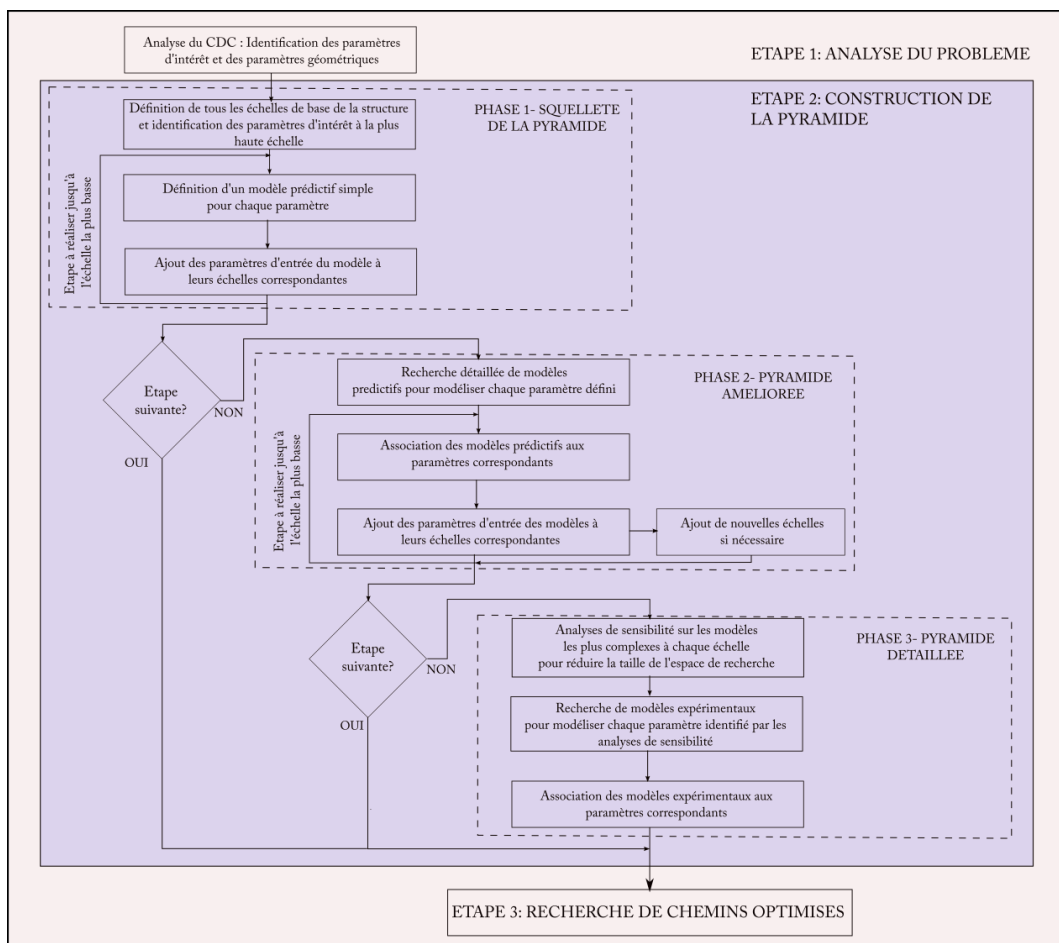 Analyse du CDC : Identification des paramètres
d'intérêt et des paramètres géométriques
ETAPE 1: ANALYSE DU PROBLEME
ETAPE 2: CONSTRUCTION DE
LA PYRAMIDE
PHASE 1- SQUELLETE
DE LA PYRAMIDE
Définition de tous les échelles de base de la structure
et identification des paramètres d'intérêt à la plus
haute échelle
Etape à réaliser jusqu'à
l'échelle la plus basse
Définition d'un modèle prédictif simple
pour chaque paramètre
Ajout des paramètres d'entrée du modèle à
leurs échelles correspondantes
Etape
suivante?
NON
OUI
PHASE 2- PYRAMIDE
AMELIOREE
Recherche détaillée de modèles
predictifs pour modéliser chaque paramètre défini
Etape à réaliser jusqu'à
l'échelle la plus basse
Association des modèles prédictifs aux
paramètres correspondants
Ajout des paramètres d'entrée des modèles à
leurs échelles correspondantes
Ajout de nouvelles échelles
si nécessaire
Etape
suivante?
NON
OUI
PHASE 3- PYRAMIDE
DETAILLEE
Analyses de sensibilité sur les modèles
les plus complexes à chaque échelle
pour réduire la taille de l'espace de recherche
Recherche de modèles expérimentaux
pour modéliser chaque paramètre identifié par les
analyses de sensibilité
Association des modèles expérimentaux aux
paramètres correspondants
ETAPE 3: RECHERCHE DE CHEMINS OPTIMISES